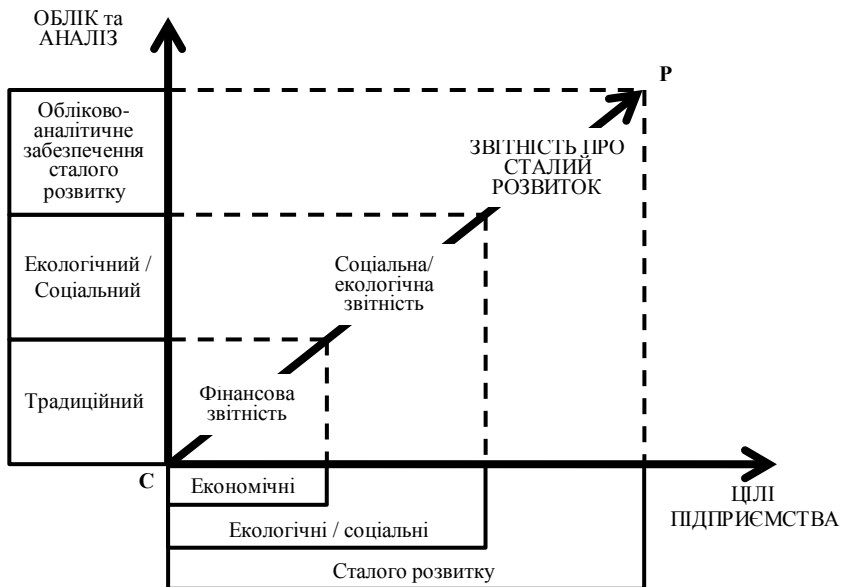 ОБЛІК та
АНАЛІЗ
Р
Обліково-
аналітичне
забезпечення
сталого
розвитку
ЗВІТНІСТЬ ПРО
СТАЛИЙ
РОЗВИТОК
Екологічний /
Соціальний
Соціальна/
екологічна
звітність
Традиційний
Фінансова
звітність
С
Економічні
ЦІЛІ
ПІДПРИЄМСТВА
Екологічні / соціальні
Сталого розвитку